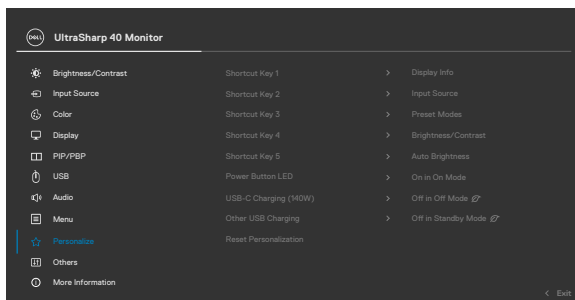 DELL UltraSharp 40 Monitor
Brightness/Contrast Shortcut Key 1 > Display Info
Input Source Shortcut Key 2 > Input Source
Color Shortcut Key 3 > Preset Modes
Display Shortcut Key 4 > Brightness/Contrast
PIP/PBP Shortcut Key 5 > Auto Brightness
USB Power Button LED > On in On Mode
Audio USB-C Charging (140W) > Off in Off Mode
Menu Other USB Charging > Off in Standby Mode
Personalize Reset Personalization
Others
More Information
< Exit